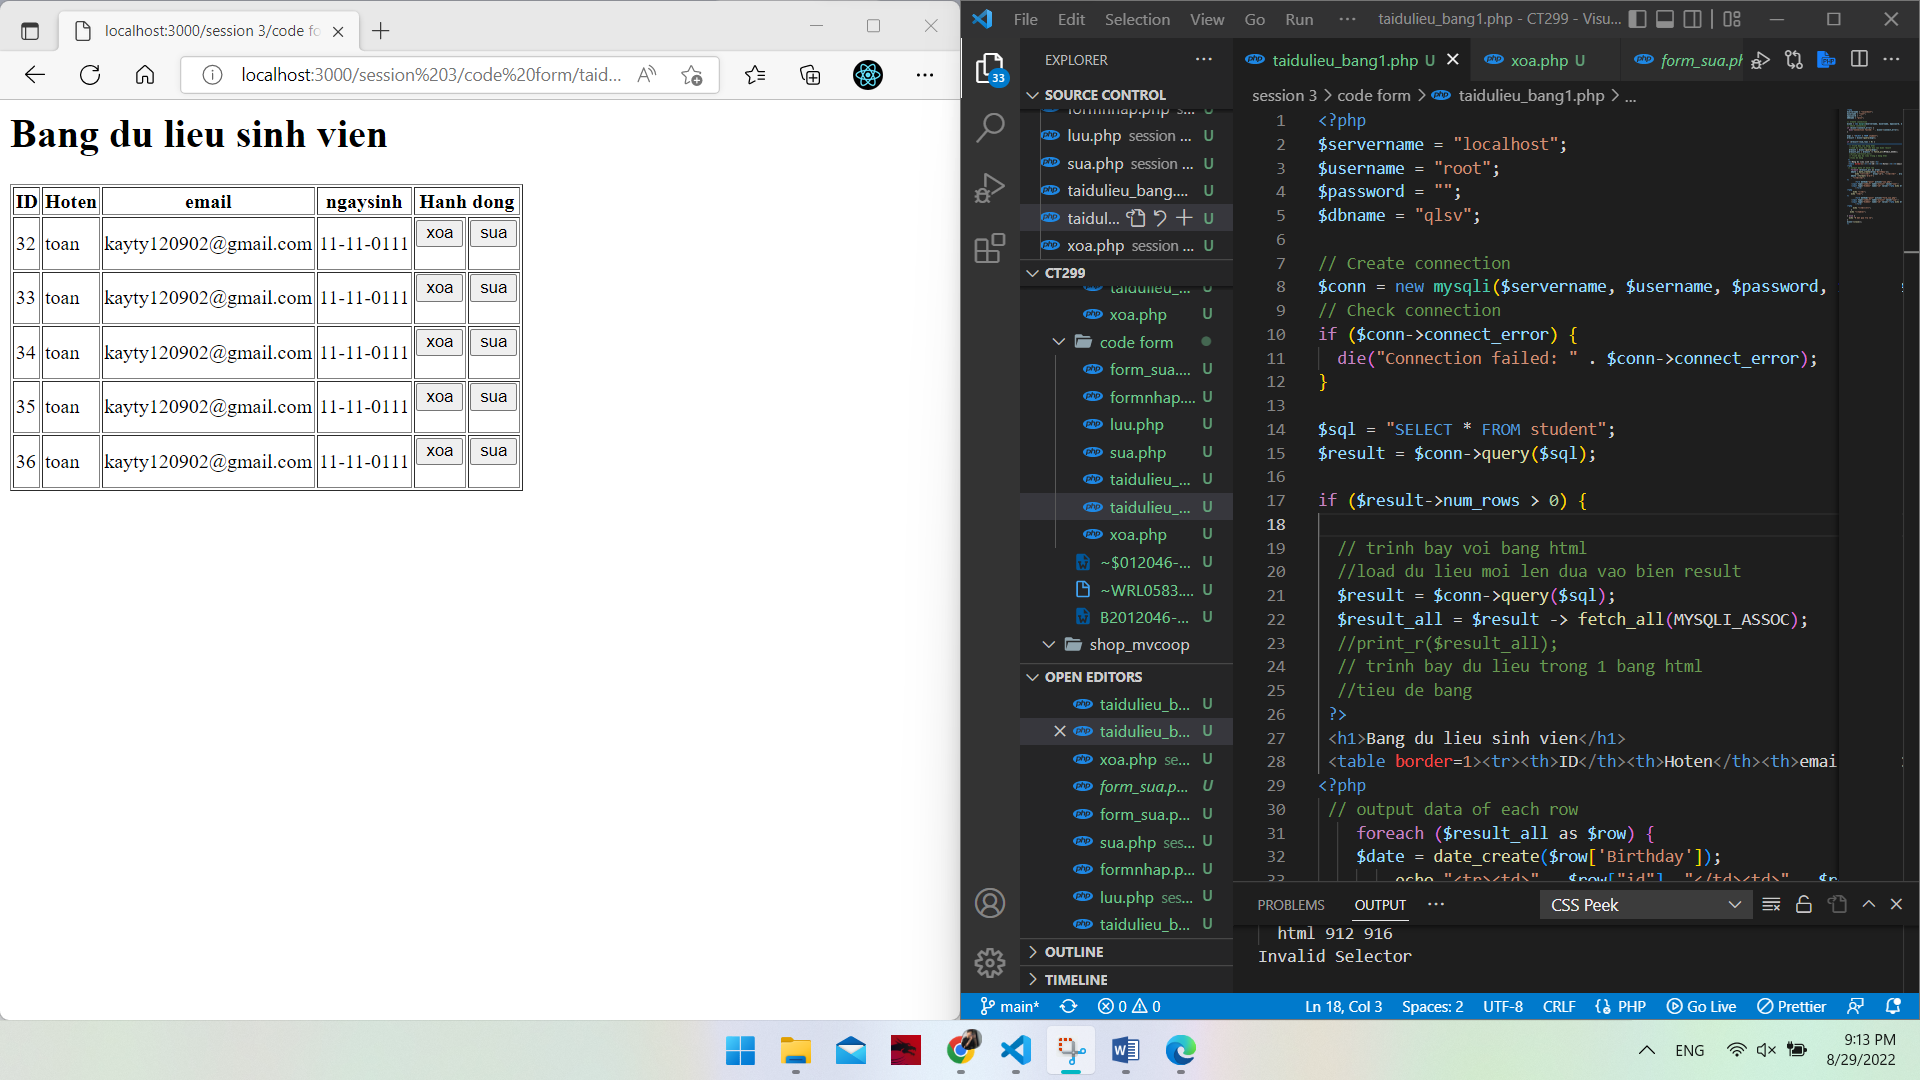 localhost:3000/session 3/code fo
localhost:3000/session%203/code%20form/taid...
Bang du lieu sinh vien
ID Hoten email ngaysinh Hanh dong
32 toan kayty120902@gmail.com 11-11-0111 xoa sua
33 toan kayty120902@gmail.com 11-11-0111 xoa sua
34 toan kayty120902@gmail.com 11-11-0111 xoa sua
35 toan kayty120902@gmail.com 11-11-0111 xoa sua
36 toan kayty120902@gmail.com 11-11-0111 xoa sua
File Edit Selection View Go Run ··· taidulieu_bang1.php - CT299 - Visu...
33
EXPLORER
SOURCE CONTROL
formnhap.php s... U
luu.php session ... U
sua.php session ... U
taidulieu_bang.... U
taidul... U
xoa.php session ... U
CT299
taidulieu_... U
xoa.php U
code form
form_sua.... U
formnhap.... U
luu.php U
sua.php U
taidulieu_... U
taidulieu_... U
xoa.php U
~$012046-... U
~WRL0583.... U
B2012046-... U
shop_mvcoop
OPEN EDITORS
taidulieu_b... U
taidulieu_b... U
xoa.php se... U
form_sua.p... U
form_sua.p... U
sua.php ses... U
formnhap.p... U
luu.php ses... U
taidulieu_b... U
OUTLINE
TIMELINE
taidulieu_bang1.php U xoa.php U form_sua.ph
session 3 > code form > taidulieu_bang1.php > ...
1 <?php
2 $servername = "localhost";
3 $username = "root";
4 $password = "";
5 $dbname = "qlsv";
6
7 // Create connection
8 $conn = new mysqli($servername, $username, $password, $
9 // Check connection
10 if ($conn->connect_error) {
11 die("Connection failed: " . $conn->connect_error);
12 }
13
14 $sql = "SELECT * FROM student";
15 $result = $conn->query($sql);
16
17 if ($result->num_rows > 0) {
18
19 // trinh bay voi bang html
20 //load du lieu moi len dua vao bien result
21 $result = $conn->query($sql);
22 $result_all = $result -> fetch_all(MYSQLI_ASSOC);
23 //print_r($result_all);
24 // trinh bay du lieu trong 1 bang html
25 //tieu de bang
26 ?>
27 <h1>Bang du lieu sinh vien</h1>
28 <table border=1><tr><th>ID</th><th>Hoten</th><th>emai
29 <?php
30 // output data of each row
31 foreach ($result_all as $row) {
32 $date = date_create($row['Birthday']);
33 echo "<tr><td>" . $row["id"]. "</td><td>" . $r
PROBLEMS OUTPUT ··· CSS Peek
html 912 916
Invalid Selector
main* 0 0 Ln 18, Col 3 Spaces: 2 UTF-8 CRLF PHP Go Live Prettier
ENG
9:13 PM
8/29/2022